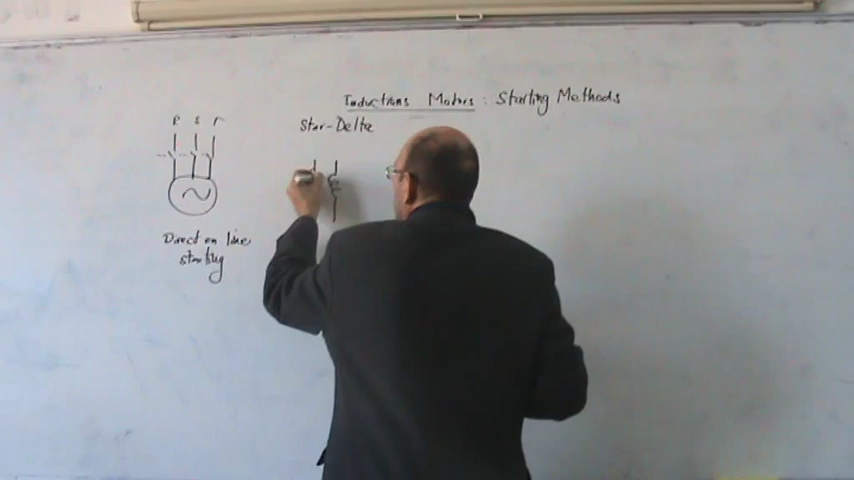 Inductions Motors : Starting Methods
Star-Delta
Direct on line
starting